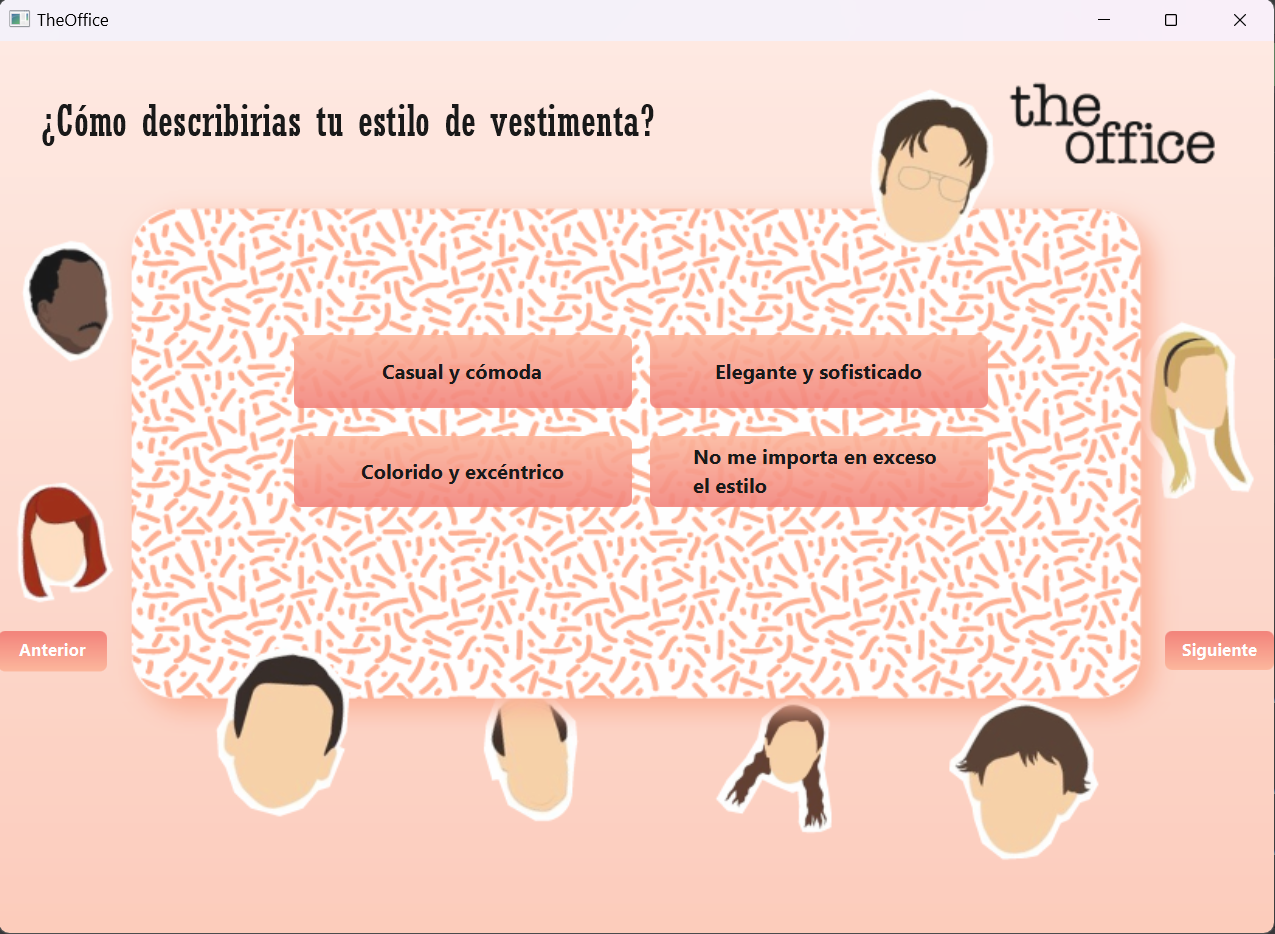 TheOffice
¿Cómo describirias tu estilo de vestimenta?
the
office
Casual y cómoda
Elegante y sofisticado
Colorido y excéntrico
No me importa en exceso
el estilo
Anterior
Siguiente